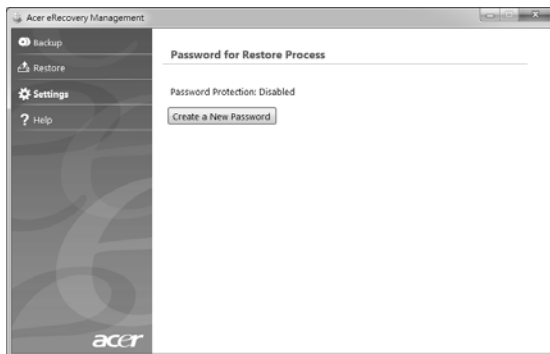 Acer eRecovery Management
Backup
Restore
Settings
Help
Password for Restore Process
Password Protection: Disabled
Create a New Password
acer